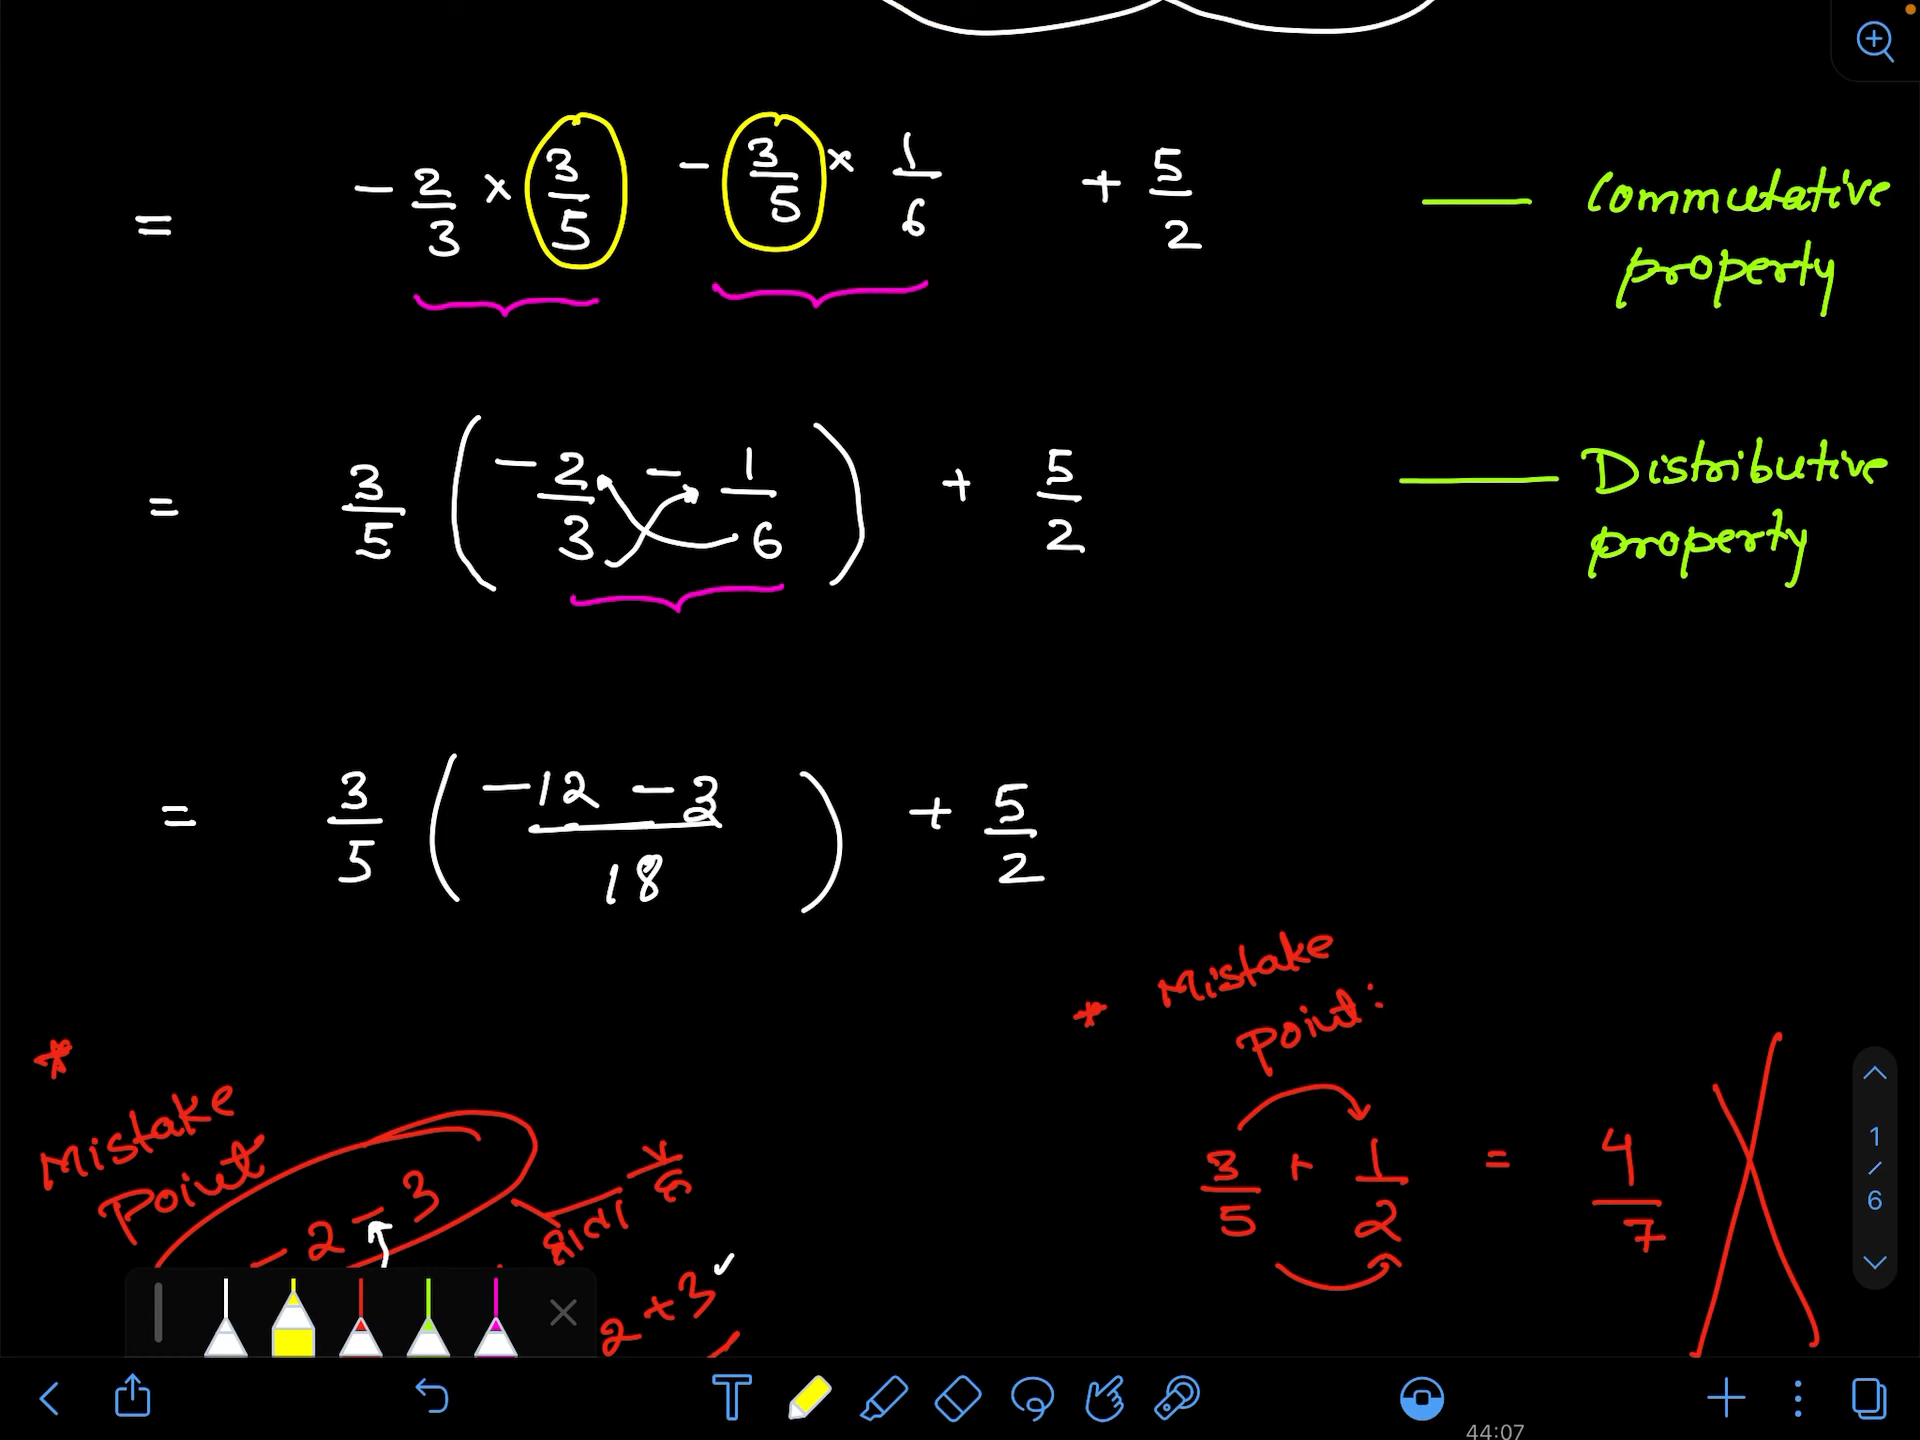 = - 2/3 × 3/5 - 3/5 × 1/6 + 5/2 — Commutative
property
= 3/5 ( - 2/3 - 1/6 ) + 5/2 — Distributive
property
= 3/5 ( -12 - 3 / 18 ) + 5/2
* Mistake
Point:
3/5 + 1/2 = 4/7
*
Mistake
Point
- 2 - 3
2 × 3 ✓
1
/
6
T
44:07